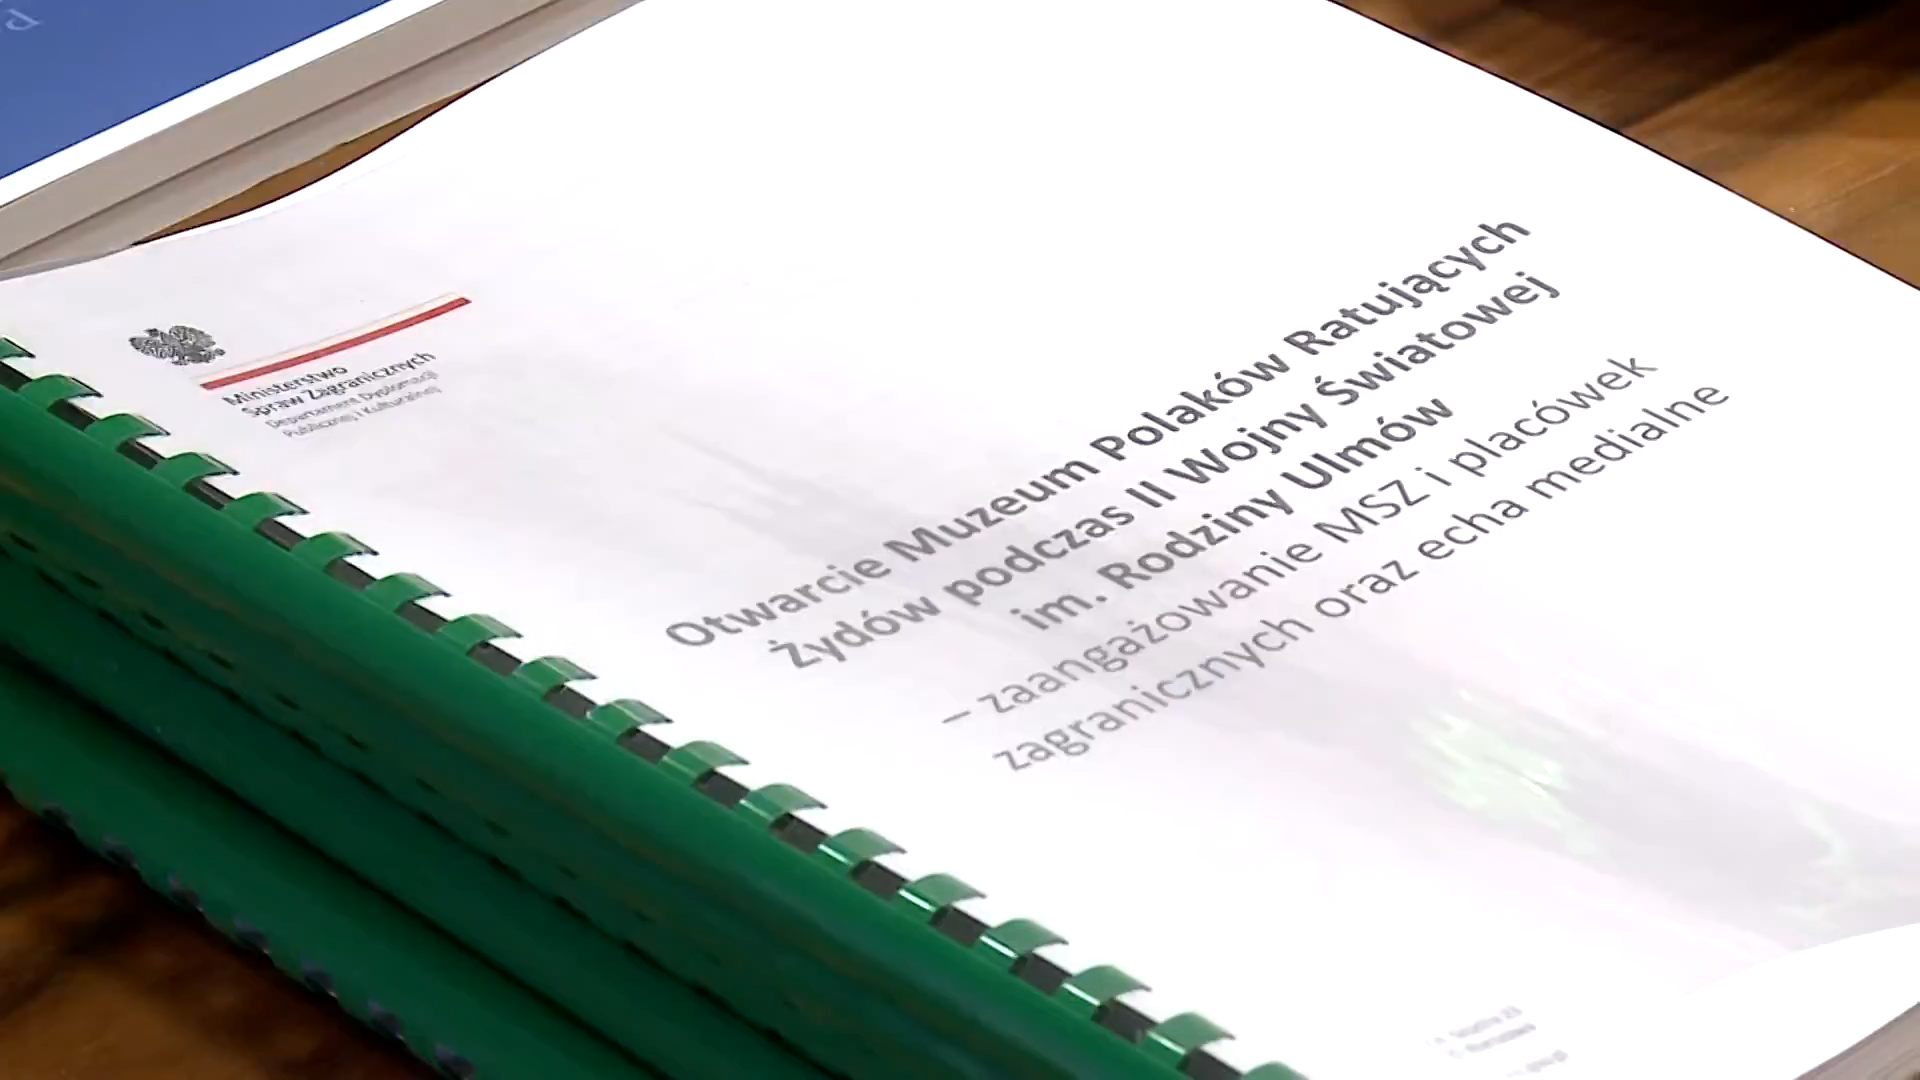 Ministerstwo
Spraw Zagranicznych
Departament Dyplomacji
Publicznej i Kulturalnej
Otwarcie Muzeum Polaków Ratujących
Żydów podczas II Wojny Światowej
im. Rodziny Ulmów
– zaangażowanie MSZ i placówek
zagranicznych oraz echa medialne